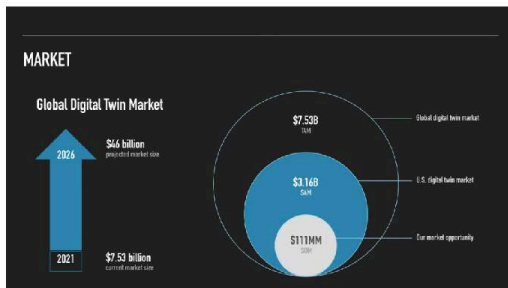 MARKET
Global Digital Twin Market
2026
$46 billion
projected market size
2021
$7.53 billion
current market size
$7.53B
TAM
$3.16B
SAM
$111MM
SOM
Global digital twin market
U.S. digital twin market
Our market opportunity